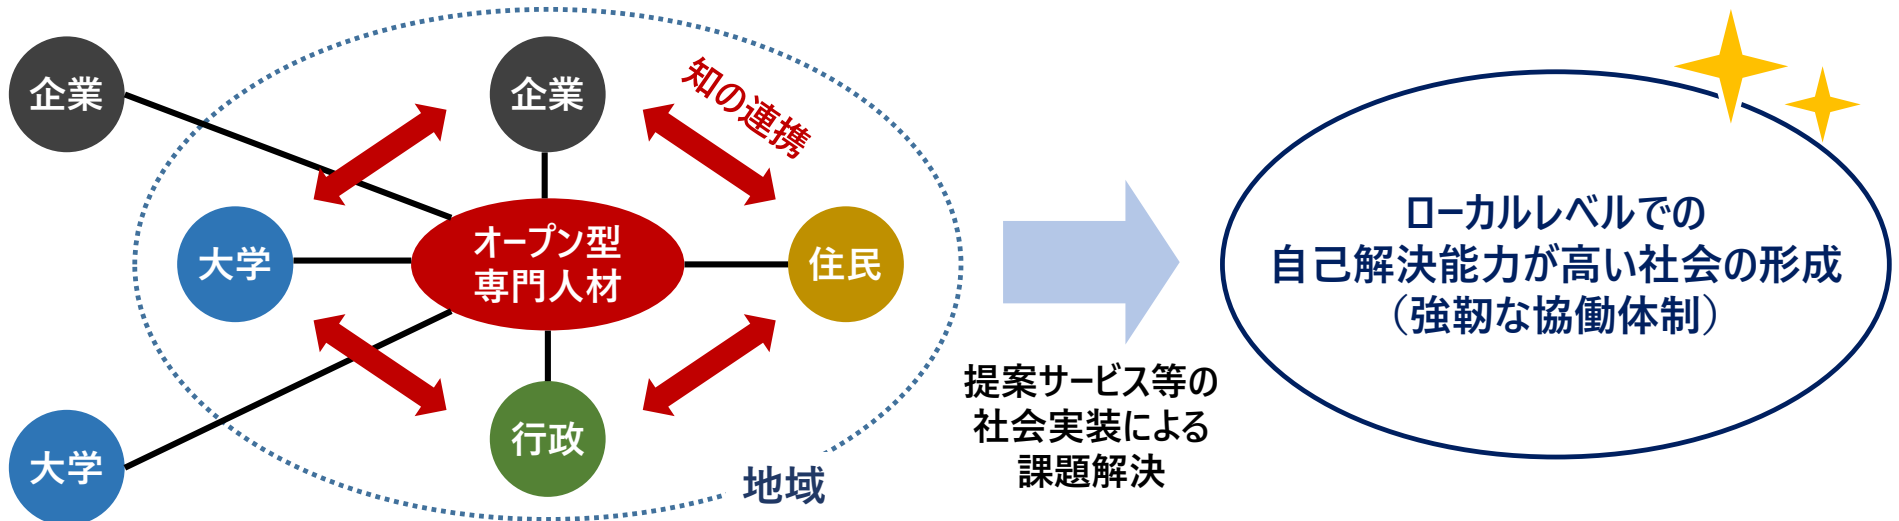 企業
企業
知の連携
大学
オープン型
専門人材
住民
行政
大学
地域
提案サービス等の
社会実装による
課題解決
ローカルレベルでの
自己解決能力が高い社会の形成
（強靭な協働体制）